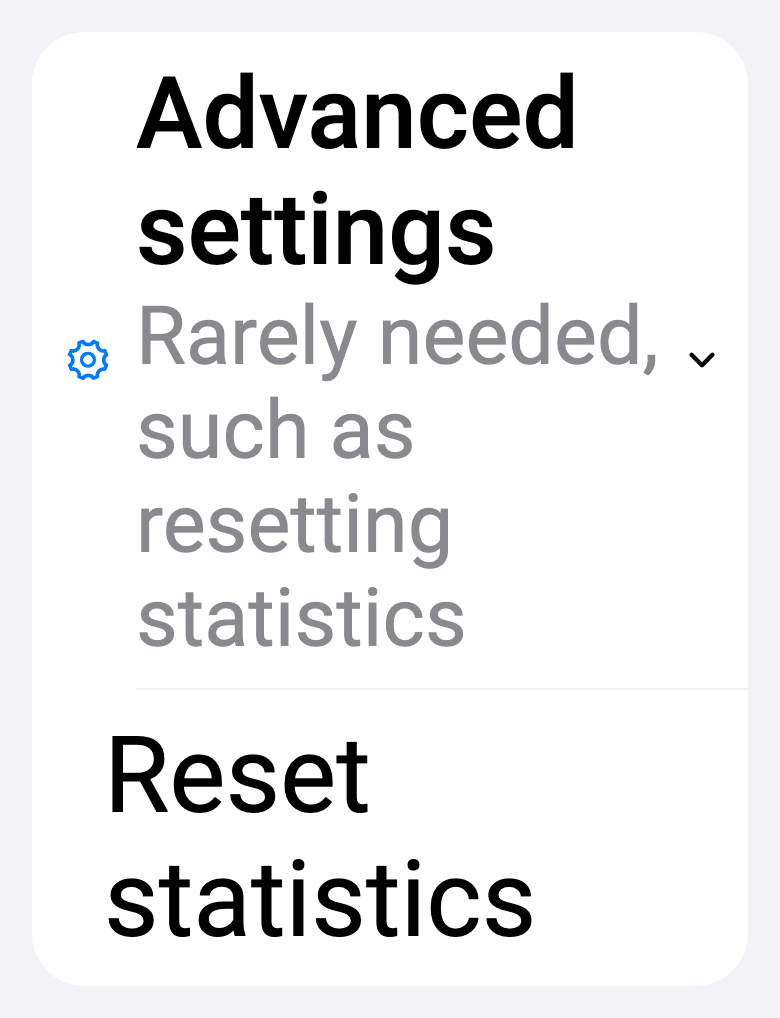 Advanced
settings
Rarely needed,
such as
resetting
statistics
Reset
statistics